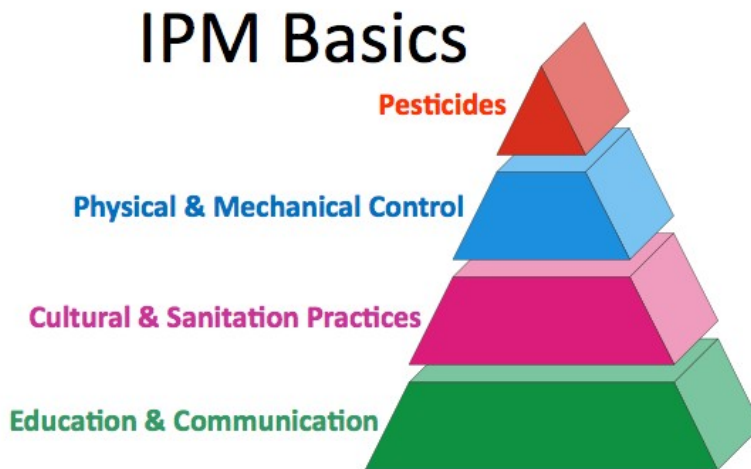 IPM Basics
Pesticides
Physical & Mechanical Control
Cultural & Sanitation Practices
Education & Communication